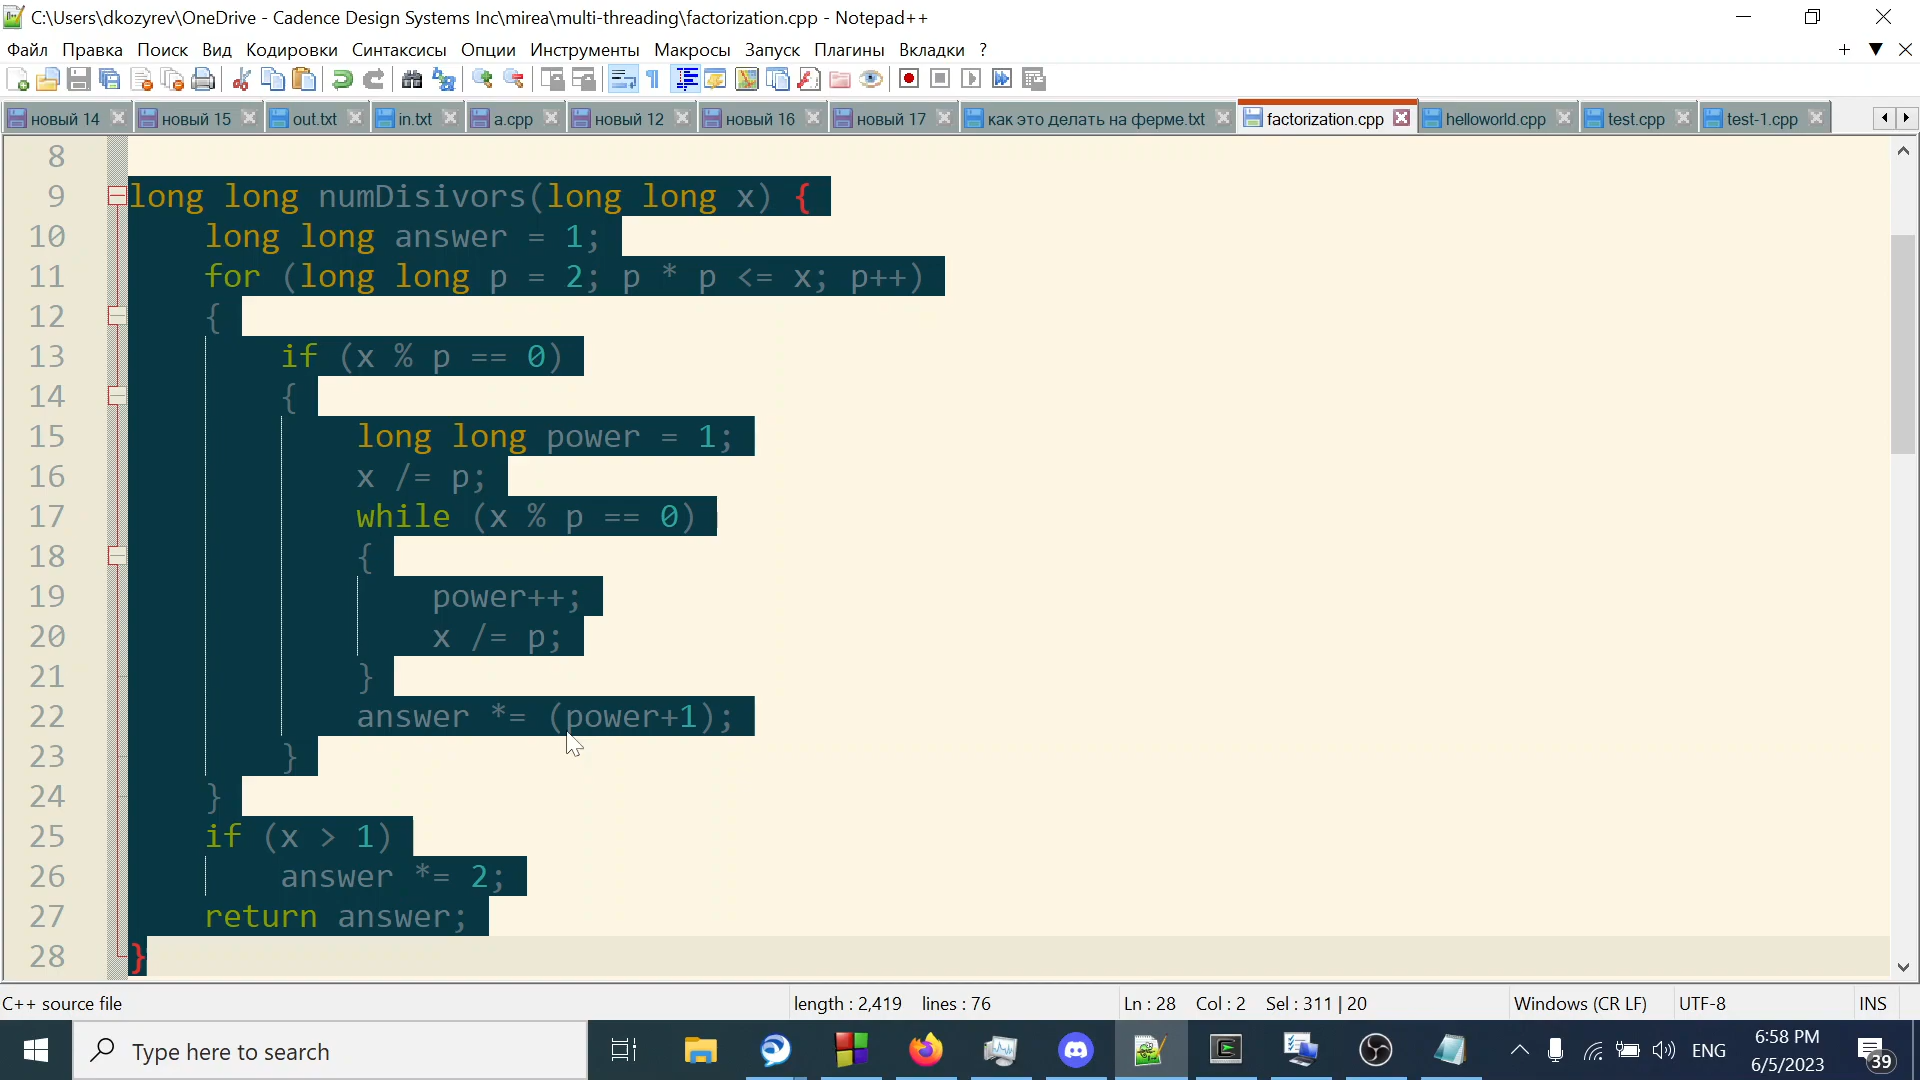 C:\Users\dkozyrev\OneDrive - Cadence Design Systems Inc\mirea\multi-threading\factorization.cpp - Notepad++
Файл Правка Поиск Вид Кодировки Синтаксисы Опции Инструменты Макросы Запуск Плагины Вкладки ?
новый 14 новый 15 out.txt in.txt a.cpp новый 12 новый 16 новый 17 как это делать на ферме.txt factorization.cpp helloworld.cpp test.cpp test-1.cpp
8
9 long long numDisivors(long long x) {
10 long long answer = 1;
11 for (long long p = 2; p * p <= x; p++)
12 {
13 if (x % p == 0)
14 {
15 long long power = 1;
16 x /= p;
17 while (x % p == 0)
18 {
19 power++;
20 x /= p;
21 }
22 answer *= (power+1);
23 }
24 }
25 if (x > 1)
26 answer *= 2;
27 return answer;
28 }
C++ source file length : 2,419 lines : 76 Ln : 28 Col : 2 Sel : 311 | 20 Windows (CR LF) UTF-8 INS
Type here to search ENG 6:58 PM 39
6/5/2023